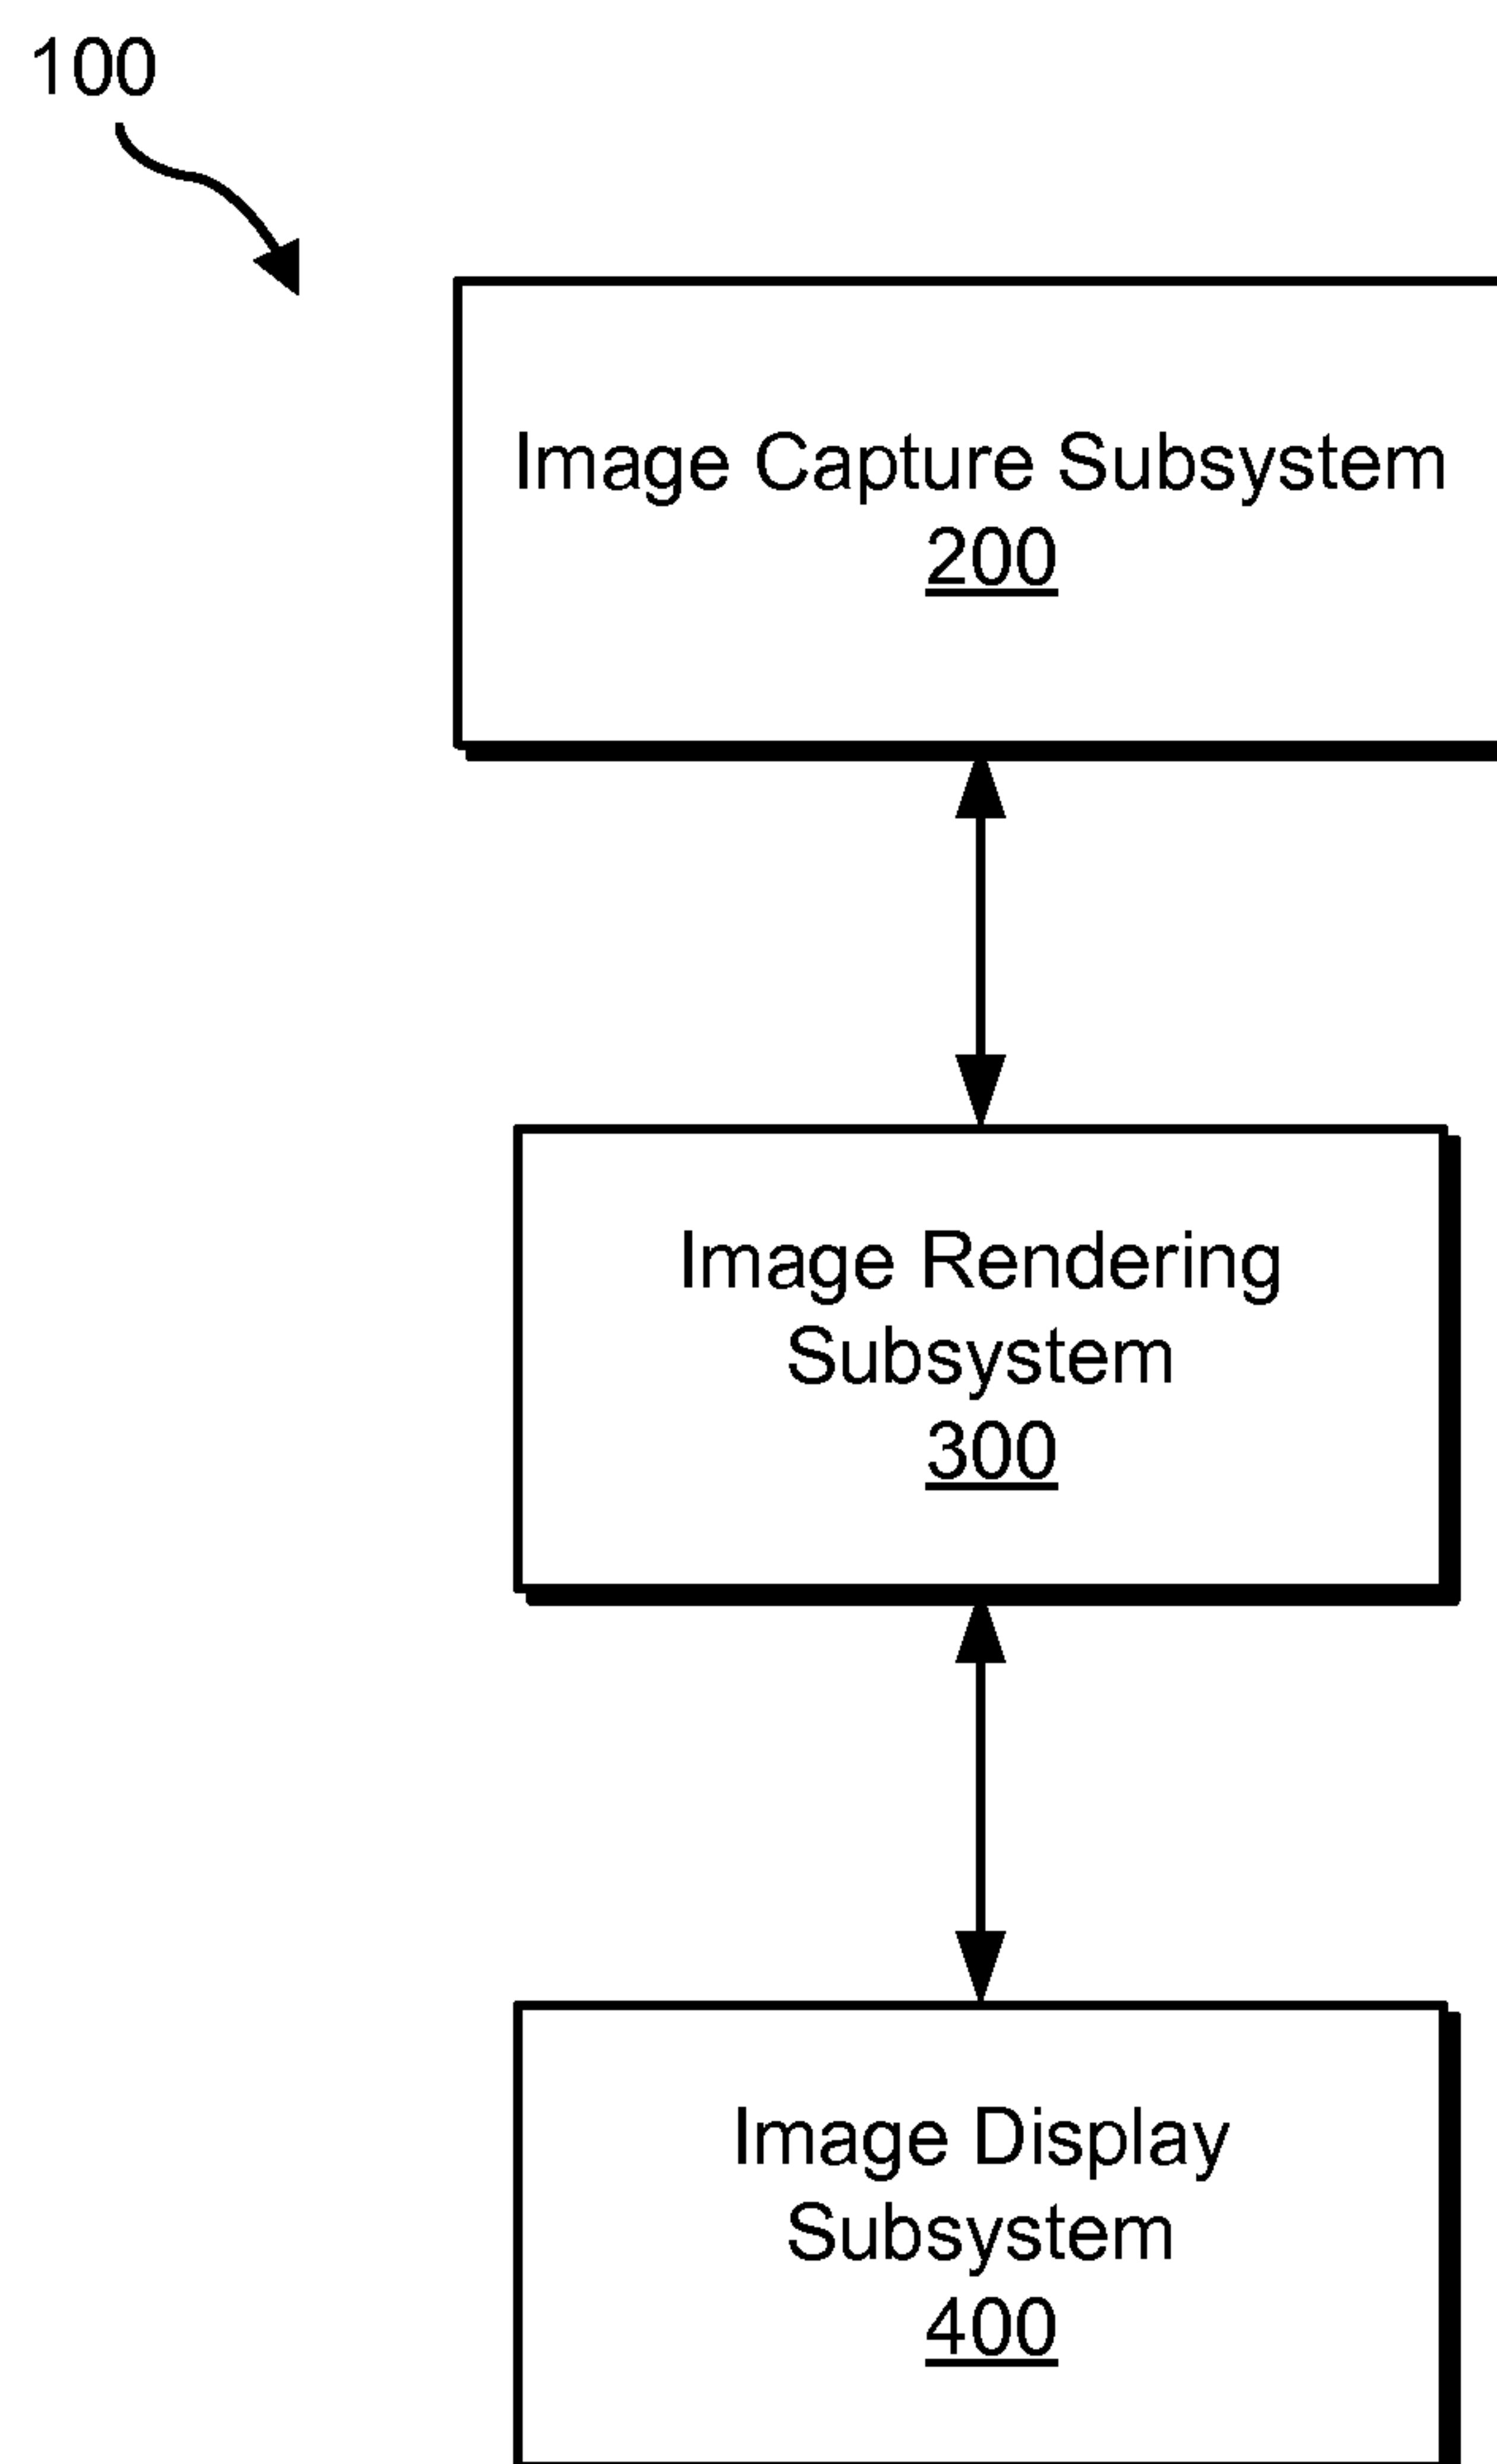 100
Image Capture Subsystem
200
Image Rendering
Subsystem
300
Image Display
Subsystem
400